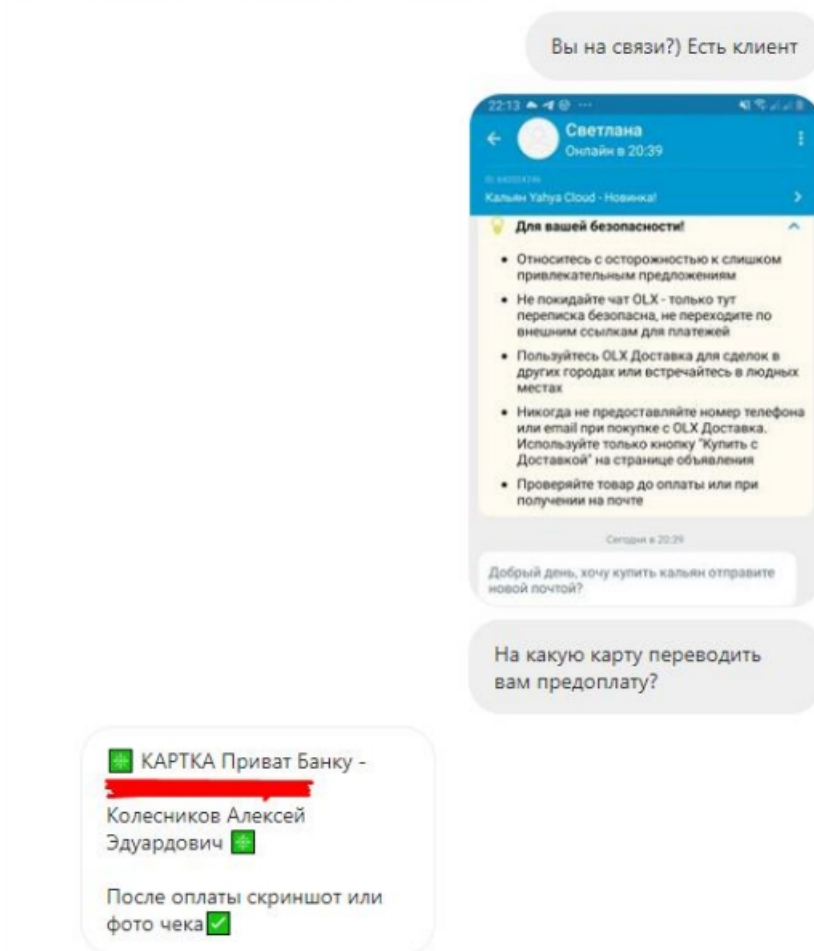 Вы на связи?) Есть клиент
22:13
Светлана
Онлайн в 20:39
Кальян Yahya Cloud - Новинка!
Для вашей безопасности!
• Относитесь с осторожностью к слишком
привлекательным предложениям
• Не покидайте чат OLX - только тут
переписка безопасна, не переходите по
внешним ссылкам для платежей
• Пользуйтесь OLX Доставка для сделок в
других городах или встречайтесь в людных
местах
• Никогда не предоставляйте номер телефона
или email при покупке с OLX Доставка.
Используйте только кнопку "Купить с
Доставкой" на странице объявления
• Проверяйте товар до оплаты или при
получении на почте
Сегодня в 20:39
Добрый день, хочу купить кальян отправите
новой почтой?
На какую карту переводить
вам предоплату?
КАРТКА Приват Банку -
Колесников Алексей
Эдуардович
После оплаты скриншот или
фото чека